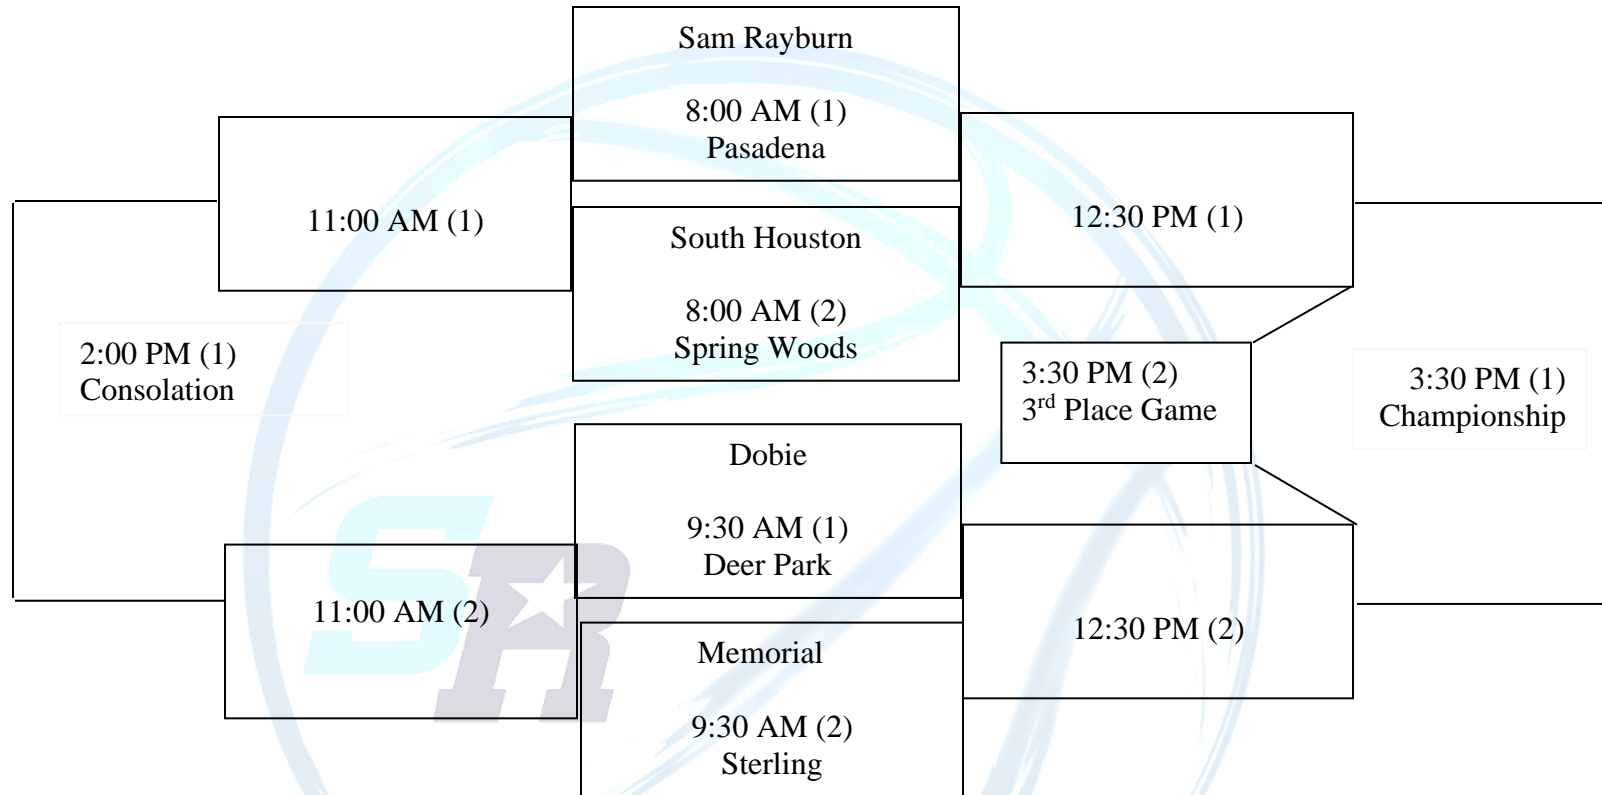 Sam Rayburn
8:00 AM (1)
Pasadena
11:00 AM (1)
12:30 PM (1)
South Houston
8:00 AM (2)
Spring Woods
2:00 PM (1)
Consolation
3:30 PM (2)
3rd Place Game
3:30 PM (1)
Championship
Dobie
9:30 AM (1)
Deer Park
11:00 AM (2)
12:30 PM (2)
Memorial
9:30 AM (2)
Sterling
SR